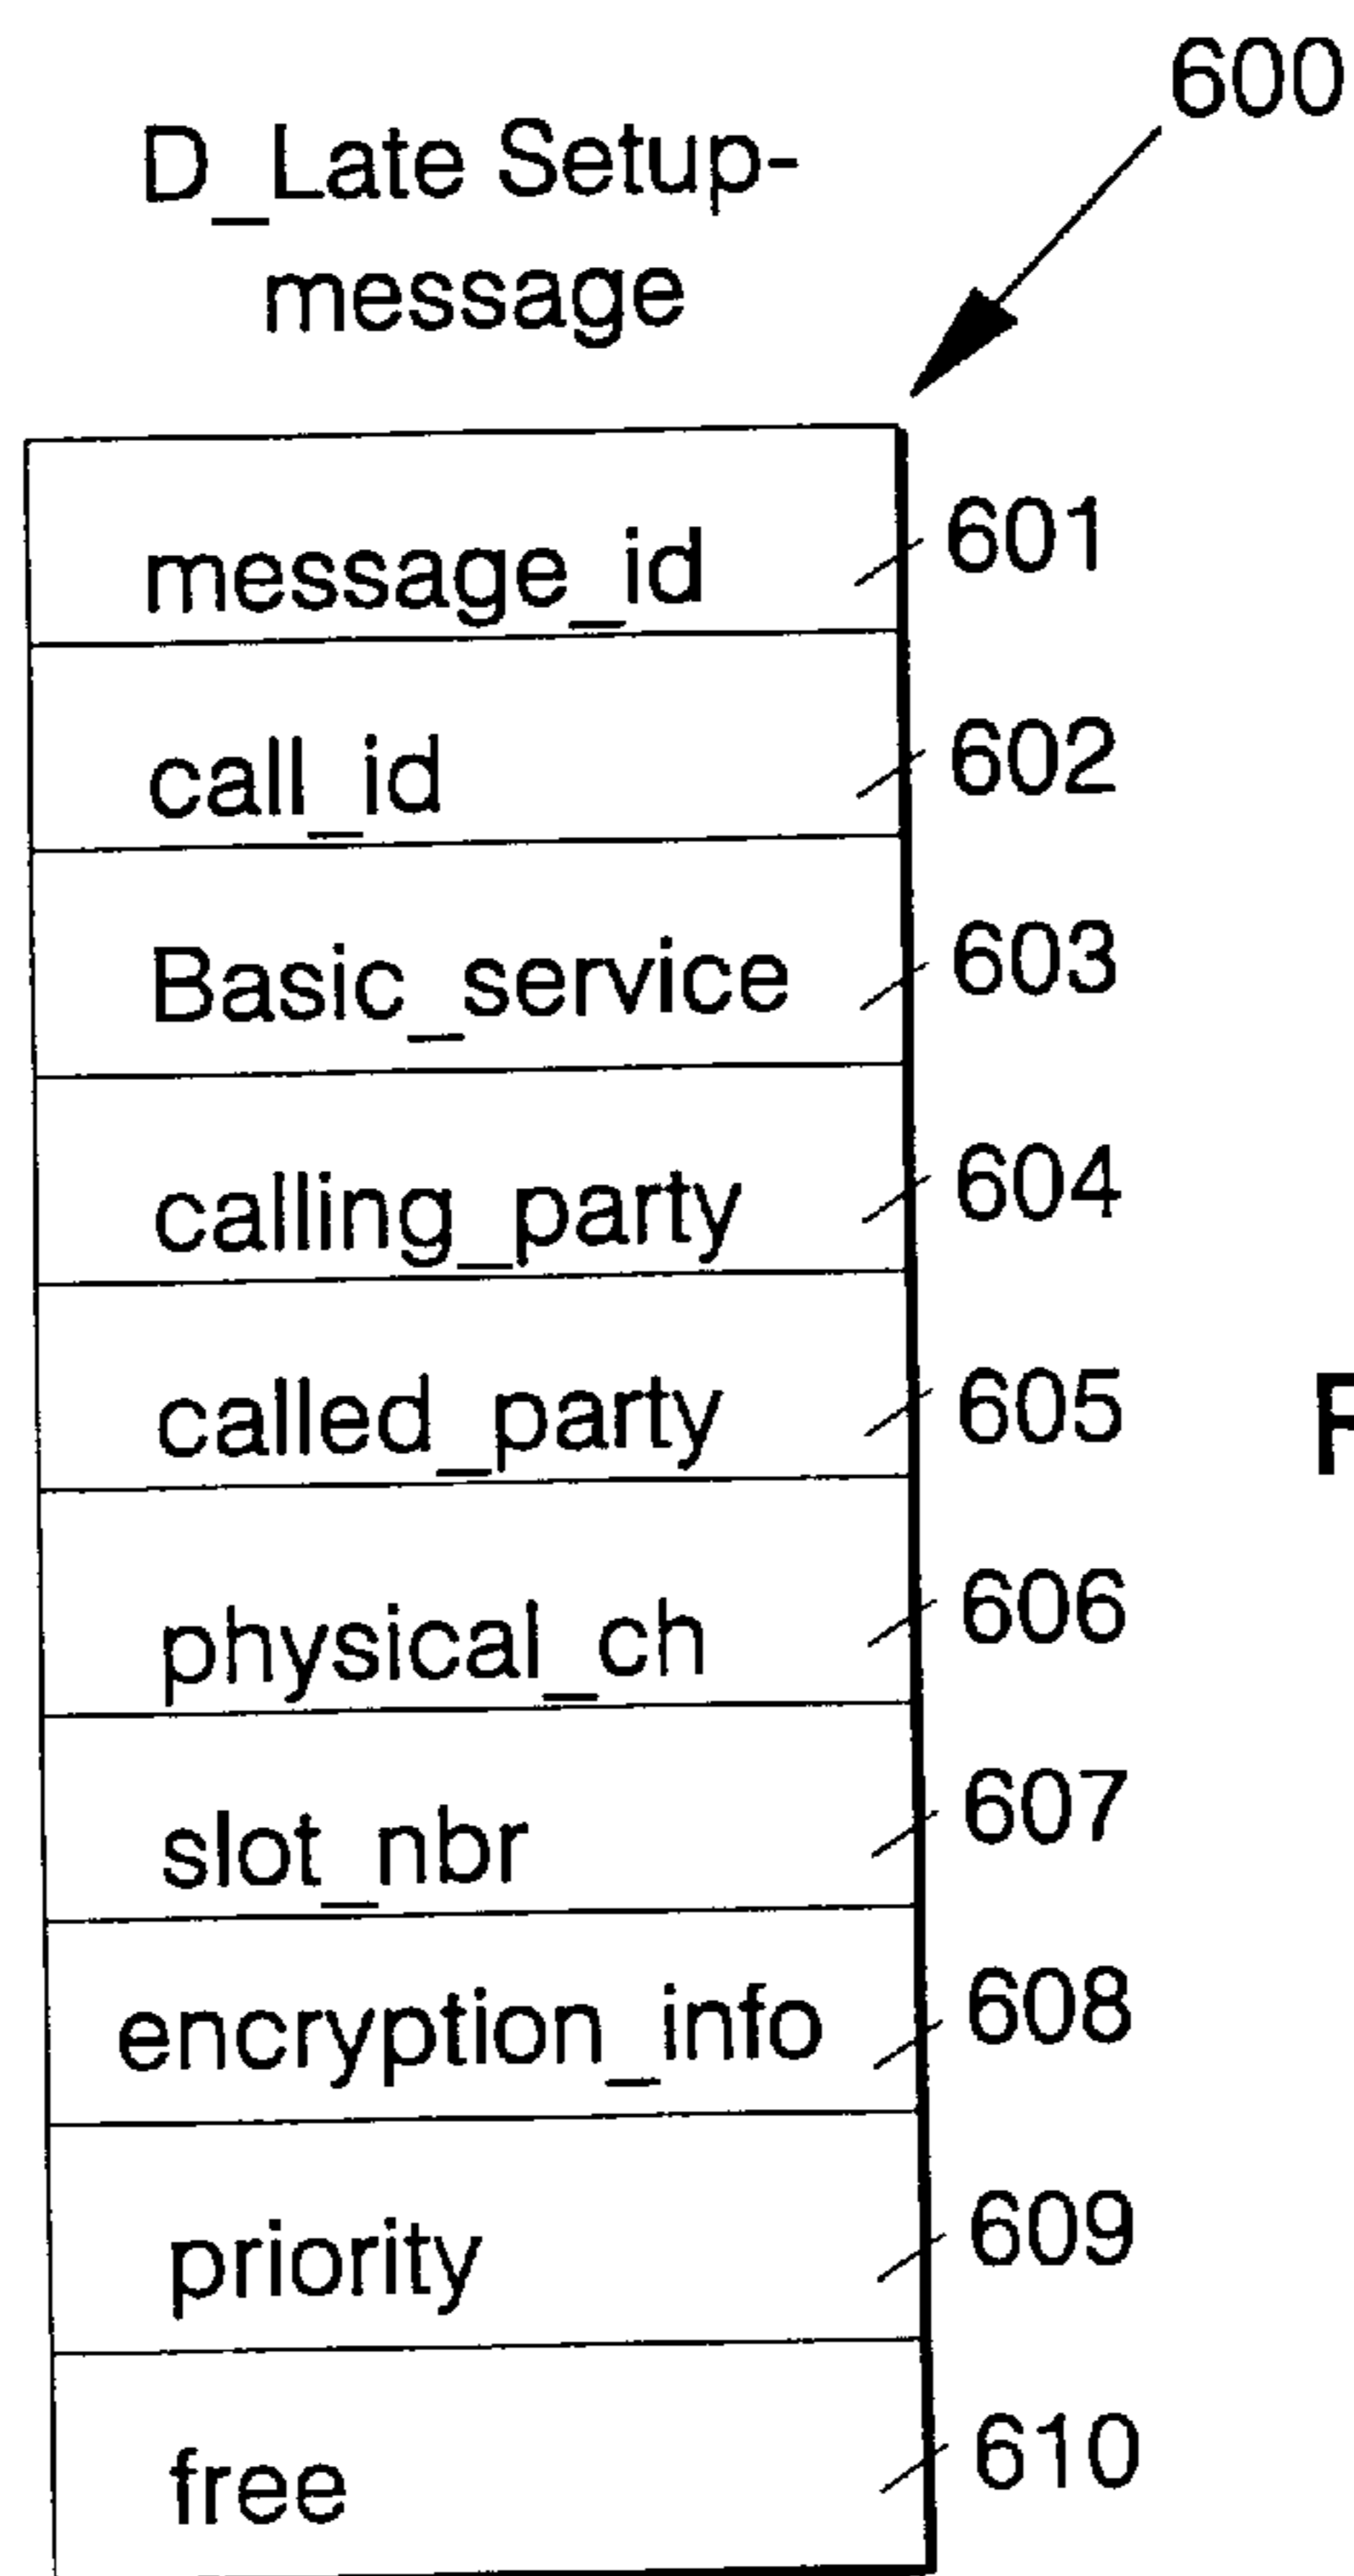 600
D_Late Setup-
message
message_id 601
call_id 602
Basic_service 603
calling_party 604
called_party 605
physical_ch 606
slot_nbr 607
encryption_info 608
priority 609
free 610